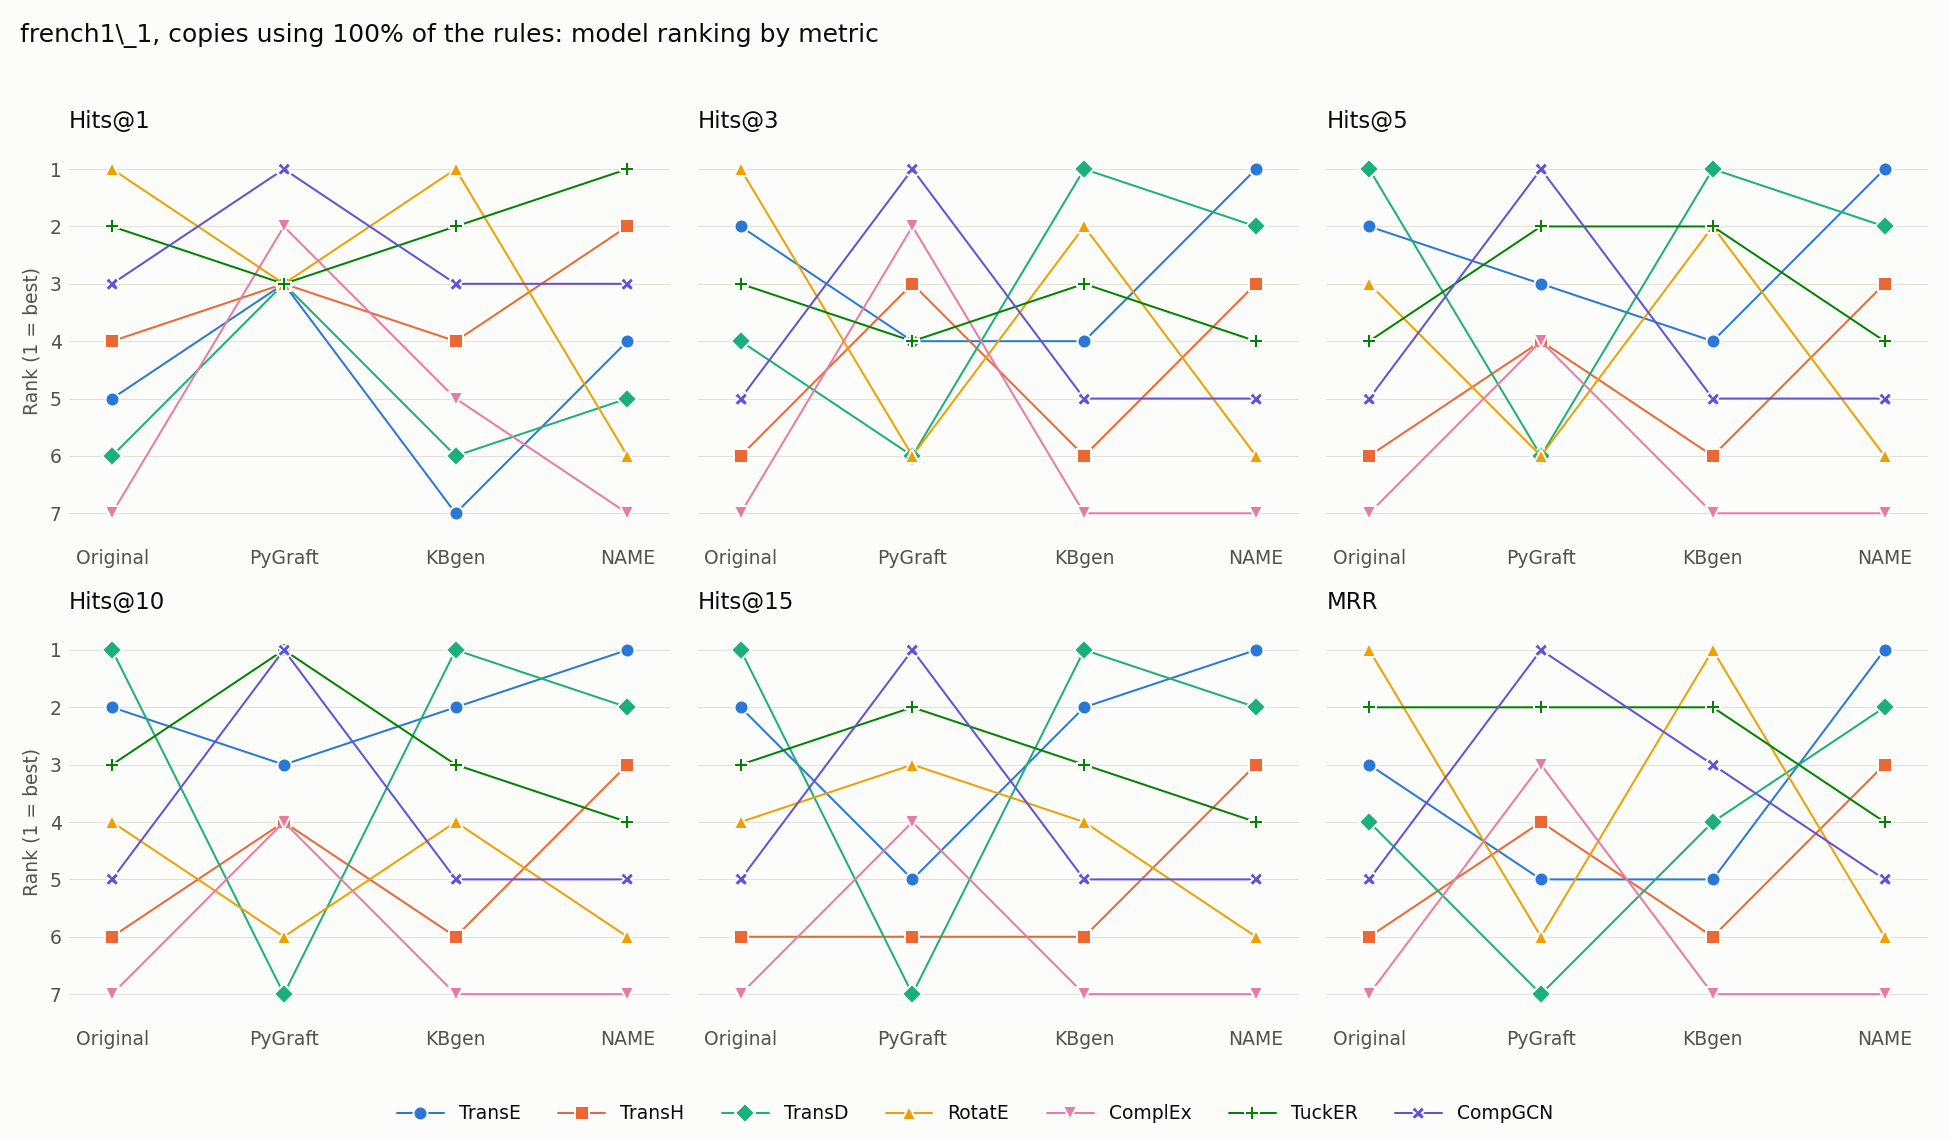 french1\_1, copies using 100% of the rules: model ranking by metric
Hits@1
Hits@3
Hits@5
Rank (1 = best)
1
2
3
4
5
6
7
Original PyGraft KBgen NAME
Original PyGraft KBgen NAME
Original PyGraft KBgen NAME
Hits@10
Hits@15
MRR
Rank (1 = best)
1
2
3
4
5
6
7
Original PyGraft KBgen NAME
Original PyGraft KBgen NAME
Original PyGraft KBgen NAME
TransE TransH TransD RotatE ComplEx TuckER CompGCN